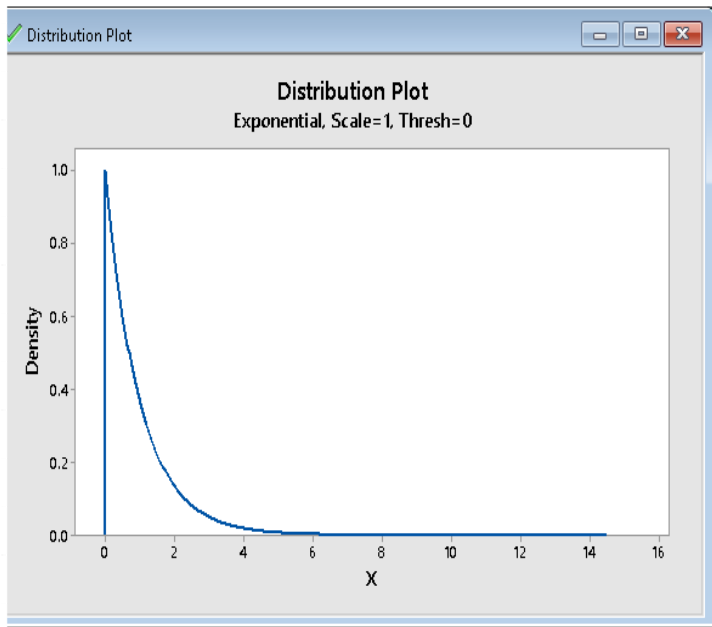 Distribution Plot
Distribution Plot
Exponential, Scale=1, Thresh=0
1.0
0.8
0.6
0.4
0.2
0.0
Density
0 2 4 6 8 10 12 14 16
X